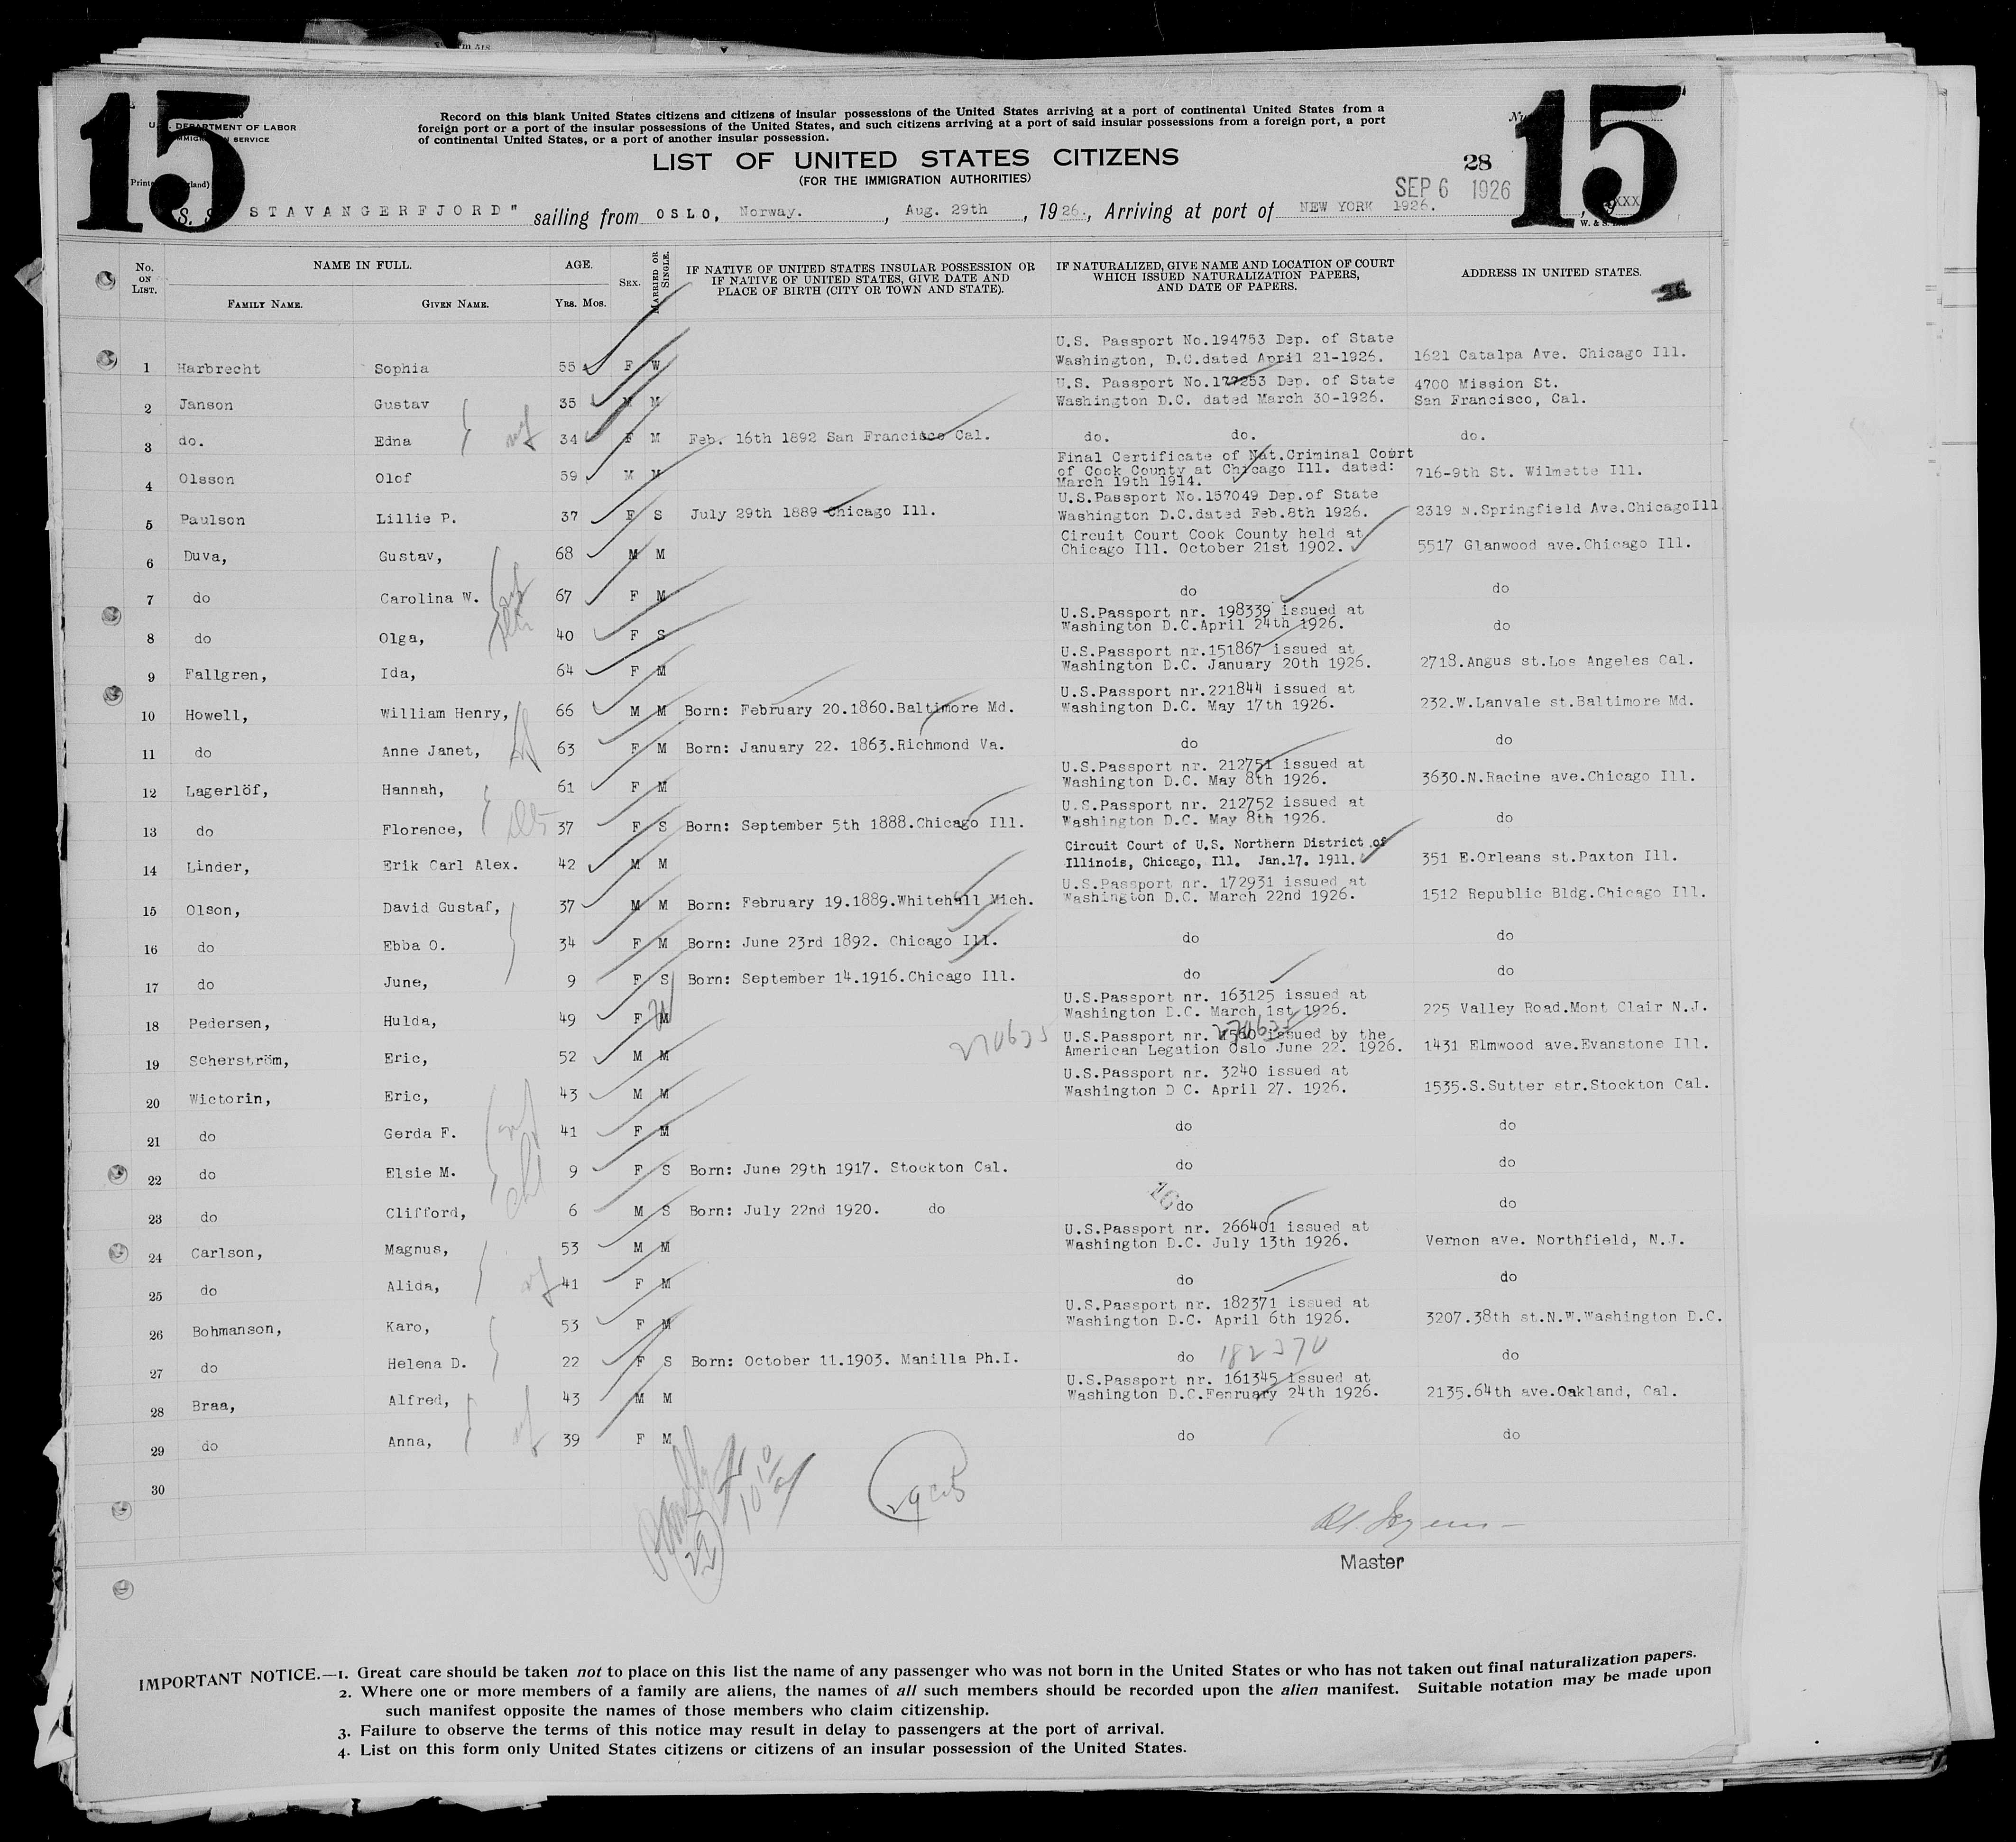 15
15
U.S. DEPARTMENT OF LABOR
IMMIGRATION SERVICE
Record on this blank United States citizens and citizens of insular possessions of the United States arriving at a port of continental United States from a
foreign port or a port of the insular possessions of the United States, and such citizens arriving at a port of said insular possessions from a foreign port, a port
of continental United States, or a port of another insular possession.
LIST OF UNITED STATES CITIZENS
(FOR THE IMMIGRATION AUTHORITIES)
28
SEP 6 1926
S. S. STAVANGERFJORD" sailing from OSLO, Norway. , Aug. 29th , 1926., Arriving at port of NEW YORK 1926.
No. ON LIST. NAME IN FULL. AGE. SEX. MARRIED OR SINGLE. IF NATIVE OF UNITED STATES INSULAR POSSESSION OR IF NATIVE OF UNITED STATES, GIVE DATE AND PLACE OF BIRTH (CITY OR TOWN AND STATE). IF NATURALIZED, GIVE NAME AND LOCATION OF COURT WHICH ISSUED NATURALIZATION PAPERS, AND DATE OF PAPERS. ADDRESS IN UNITED STATES.
FAMILY NAME. GIVEN NAME. YRS. MOS.
1 Harbrecht Sophia 55 F W U.S. Passport No.194753 Dep. of State Washington, D.C.dated April 21-1926. 1621 Catalpa Ave. Chicago Ill.
2 Janson Gustav 35 M M U.S. Passport No.177253 Dep. of State Washington D.C. dated March 30-1926. 4700 Mission St. San Francisco, Cal.
3 do. Edna wf 34 F M Feb. 16th 1892 San Francisco Cal. do. do. do.
4 Olsson Olof 59 M M Final Certificate of Nat.Criminal Court of Cook County at Chicago Ill. dated: March 19th 1914. 716-9th St. Wilmette Ill.
5 Paulson Lillie P. 37 F S July 29th 1889 Chicago Ill. U.S.Passport No.157049 Dep.of State Washington D.C.dated Feb.8th 1926. 2319 N.Springfield Ave.ChicagoIll
6 Duva, Gustav, 68 M M Circuit Court Cook County held at Chicago Ill. October 21st 1902. 5517 Glanwood ave.Chicago Ill.
7 do Carolina W. wf 67 F M do do
8 do Olga, 40 F S U.S.Passport nr. 198339 issued at Washington D.C.April 24th 1926. do
9 Fallgren, Ida, 64 F M U.S.Passport nr.151867 issued at Washington D.C. January 20th 1926. 2718.Angus st.Los Angeles Cal.
10 Howell, William Henry, 66 M M Born: February 20.1860.Baltimore Md. U.S.Passport nr.221844 issued at Washington D.C. May 17th 1926. 232.W.Lanvale st.Baltimore Md.
11 do Anne Janet, wf 63 F M Born: January 22. 1863.Richmond Va. do do
12 Lagerlöf, Hannah, 61 F M U.S.Passport nr. 212751 issued at Washington D.C. May 8th 1926. 3630.N.Racine ave.Chicago Ill.
13 do Florence, 37 F S Born: September 5th 1888.Chicago Ill. U.S.Passport nr. 212752 issued at Washington D.C. May 8th 1926. do
14 Linder, Erik Carl Alex. 42 M M Circuit Court of U.S. Northern District of Illinois, Chicago, Ill. Jan.17. 1911. 351 E.Orleans st.Paxton Ill.
15 Olson, David Gustaf, 37 M M Born: February 19.1889.Whitehall Mich. U.S.Passport nr. 172931 issued at Washington D.C. March 22nd 1926. 1512 Republic Bldg.Chicago Ill.
16 do Ebba O. 34 F M Born: June 23rd 1892. Chicago Ill. do do
17 do June, 9 F S Born: September 14.1916.Chicago Ill. do do
18 Pedersen, Hulda, 49 F M U.S.Passport nr. 163125 issued at Washington D.C. March 1st 1926. 225 Valley Road.Mont Clair N.J.
19 Scherström, Eric, 52 M M 270635 U.S.Passport nr. 270635 issued by the American Legation Oslo June 22. 1926. 1431 Elmwood ave.Evanstone Ill.
20 Wictorin, Eric, 43 M M U.S.Passport nr. 3240 issued at Washington D C. April 27. 1926. 1535.S.Sutter str.Stockton Cal.
21 do Gerda F. wf 41 F M do do
22 do Elsie M. chl 9 F S Born: June 29th 1917. Stockton Cal. do do
23 do Clifford, 6 M S Born: July 22nd 1920. do do do
24 Carlson, Magnus, 53 M M U.S.Passport nr. 266401 issued at Washington D.C. July 13th 1926. Vernon ave. Northfield, N.J.
25 do Alida, wf 41 F M do do
26 Bohmanson, Karo, 53 F M U.S.Passport nr. 182371 issued at Washington D.C. April 6th 1926. 3207.38th st.N.W.Washington D.C.
27 do Helena D. 22 F S Born: October 11.1903. Manilla Ph.I. do 182370 do
28 Braa, Alfred, 43 M M U.S.Passport nr. 161345 issued at Washington D.C.Fenruary 24th 1926. 2135.64th ave.Oakland, Cal.
29 do Anna, wf 39 F M do do
30
Master
IMPORTANT NOTICE.—1. Great care should be taken not to place on this list the name of any passenger who was not born in the United States or who has not taken out final naturalization papers.
2. Where one or more members of a family are aliens, the names of all such members should be recorded upon the alien manifest. Suitable notation may be made upon
such manifest opposite the names of those members who claim citizenship.
3. Failure to observe the terms of this notice may result in delay to passengers at the port of arrival.
4. List on this form only United States citizens or citizens of an insular possession of the United States.